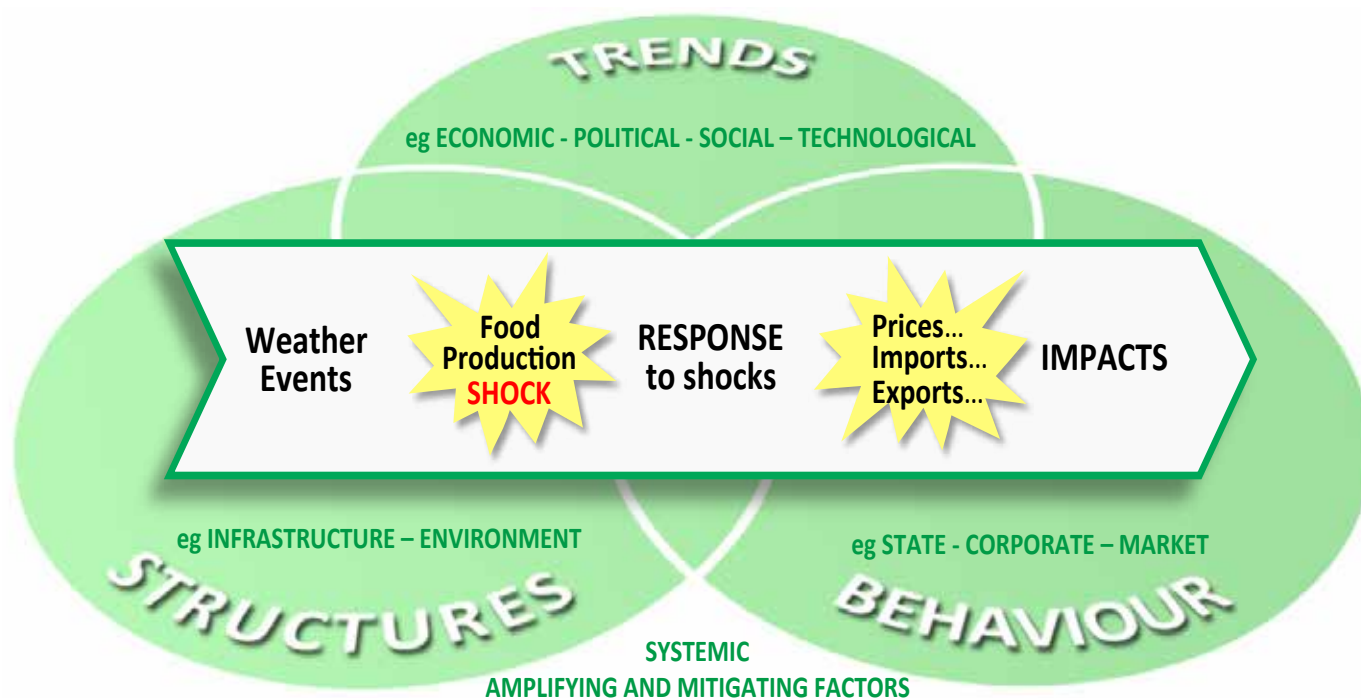 TRENDS
eg ECONOMIC - POLITICAL - SOCIAL – TECHNOLOGICAL
Weather
Events
Food
Production
SHOCK
RESPONSE
to shocks
Prices...
Imports...
Exports...
IMPACTS
eg INFRASTRUCTURE – ENVIRONMENT
STRUCTURES
eg STATE - CORPORATE – MARKET
BEHAVIOUR
SYSTEMIC
AMPLIFYING AND MITIGATING FACTORS